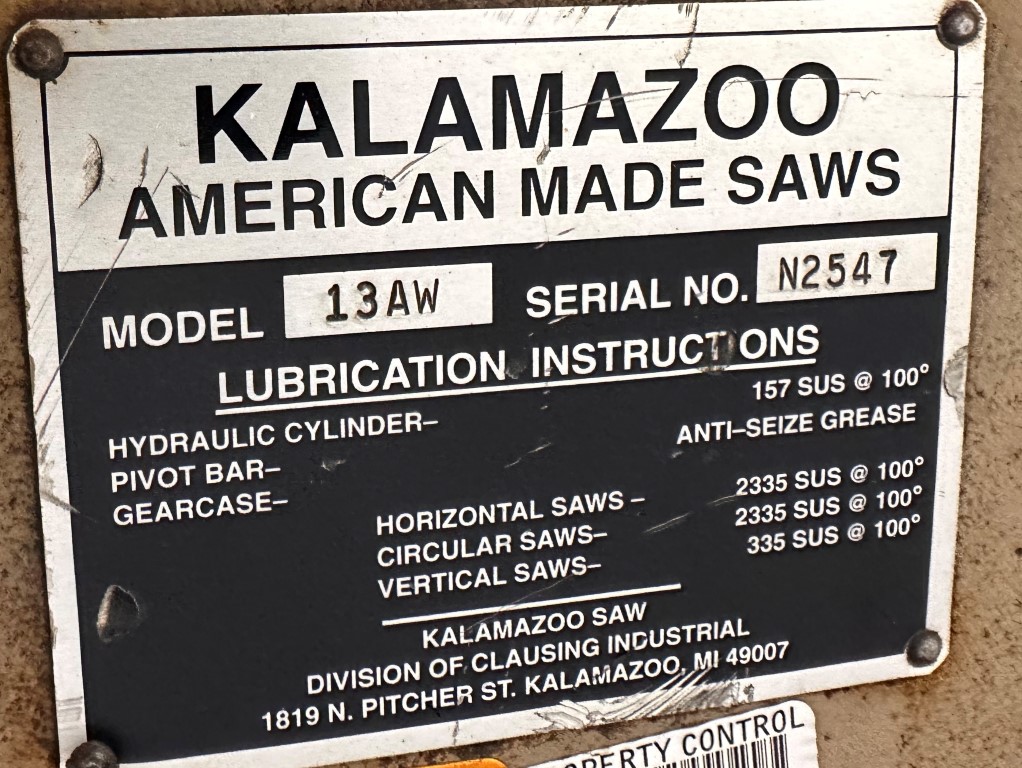 KALAMAZOO
AMERICAN MADE SAWS
MODEL 13AW SERIAL NO. N2547
LUBRICATION INSTRUCTIONS
HYDRAULIC CYLINDER– 157 SUS @ 100°
PIVOT BAR– ANTI–SEIZE GREASE
GEARCASE–
HORIZONTAL SAWS – 2335 SUS @ 100°
CIRCULAR SAWS– 2335 SUS @ 100°
VERTICAL SAWS– 335 SUS @ 100°
KALAMAZOO SAW
DIVISION OF CLAUSING INDUSTRIAL
1819 N. PITCHER ST. KALAMAZOO, MI 49007
OPERTY CONTROL